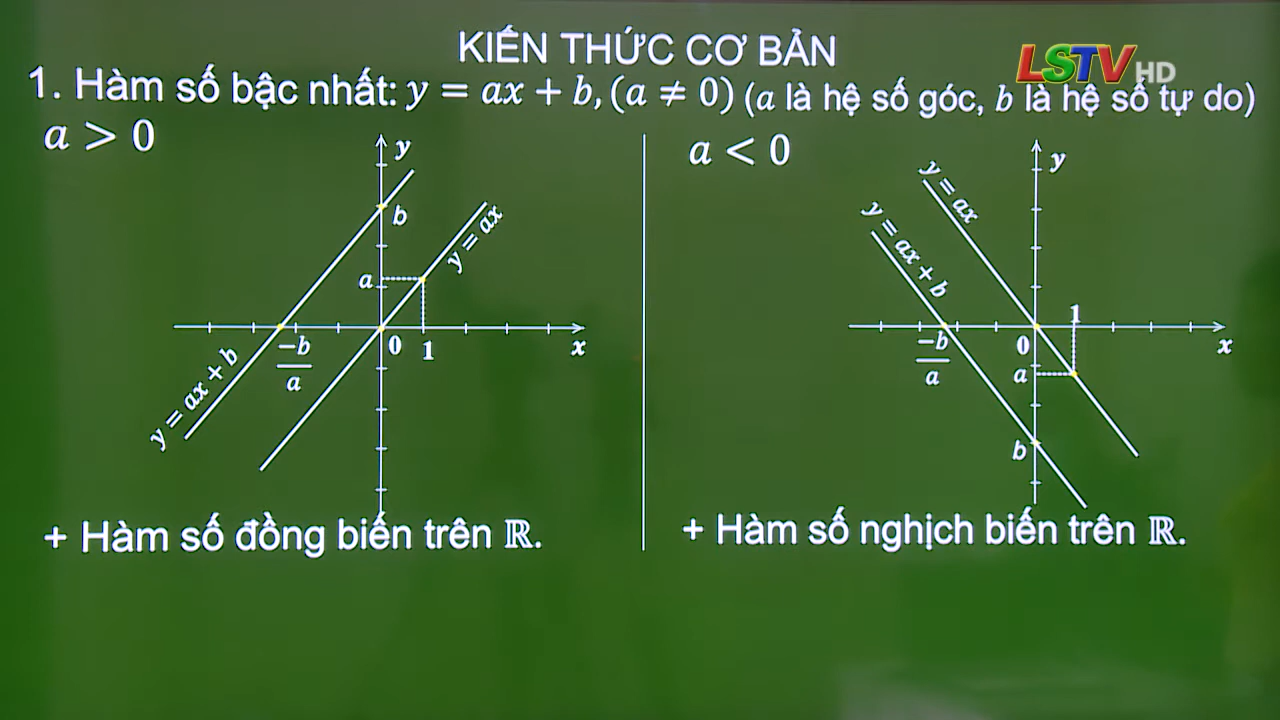 KIẾN THỨC CƠ BẢN
LSTV HD
1. Hàm số bậc nhất: y = ax + b, (a ≠ 0) (a là hệ số góc, b là hệ số tự do)
a > 0
y
b
y = ax
a
0
1
x
−b/a
y = ax + b
+ Hàm số đồng biến trên ℝ.
a < 0
y
y = ax
y = ax + b
1
0
x
−b/a
a
b
+ Hàm số nghịch biến trên ℝ.